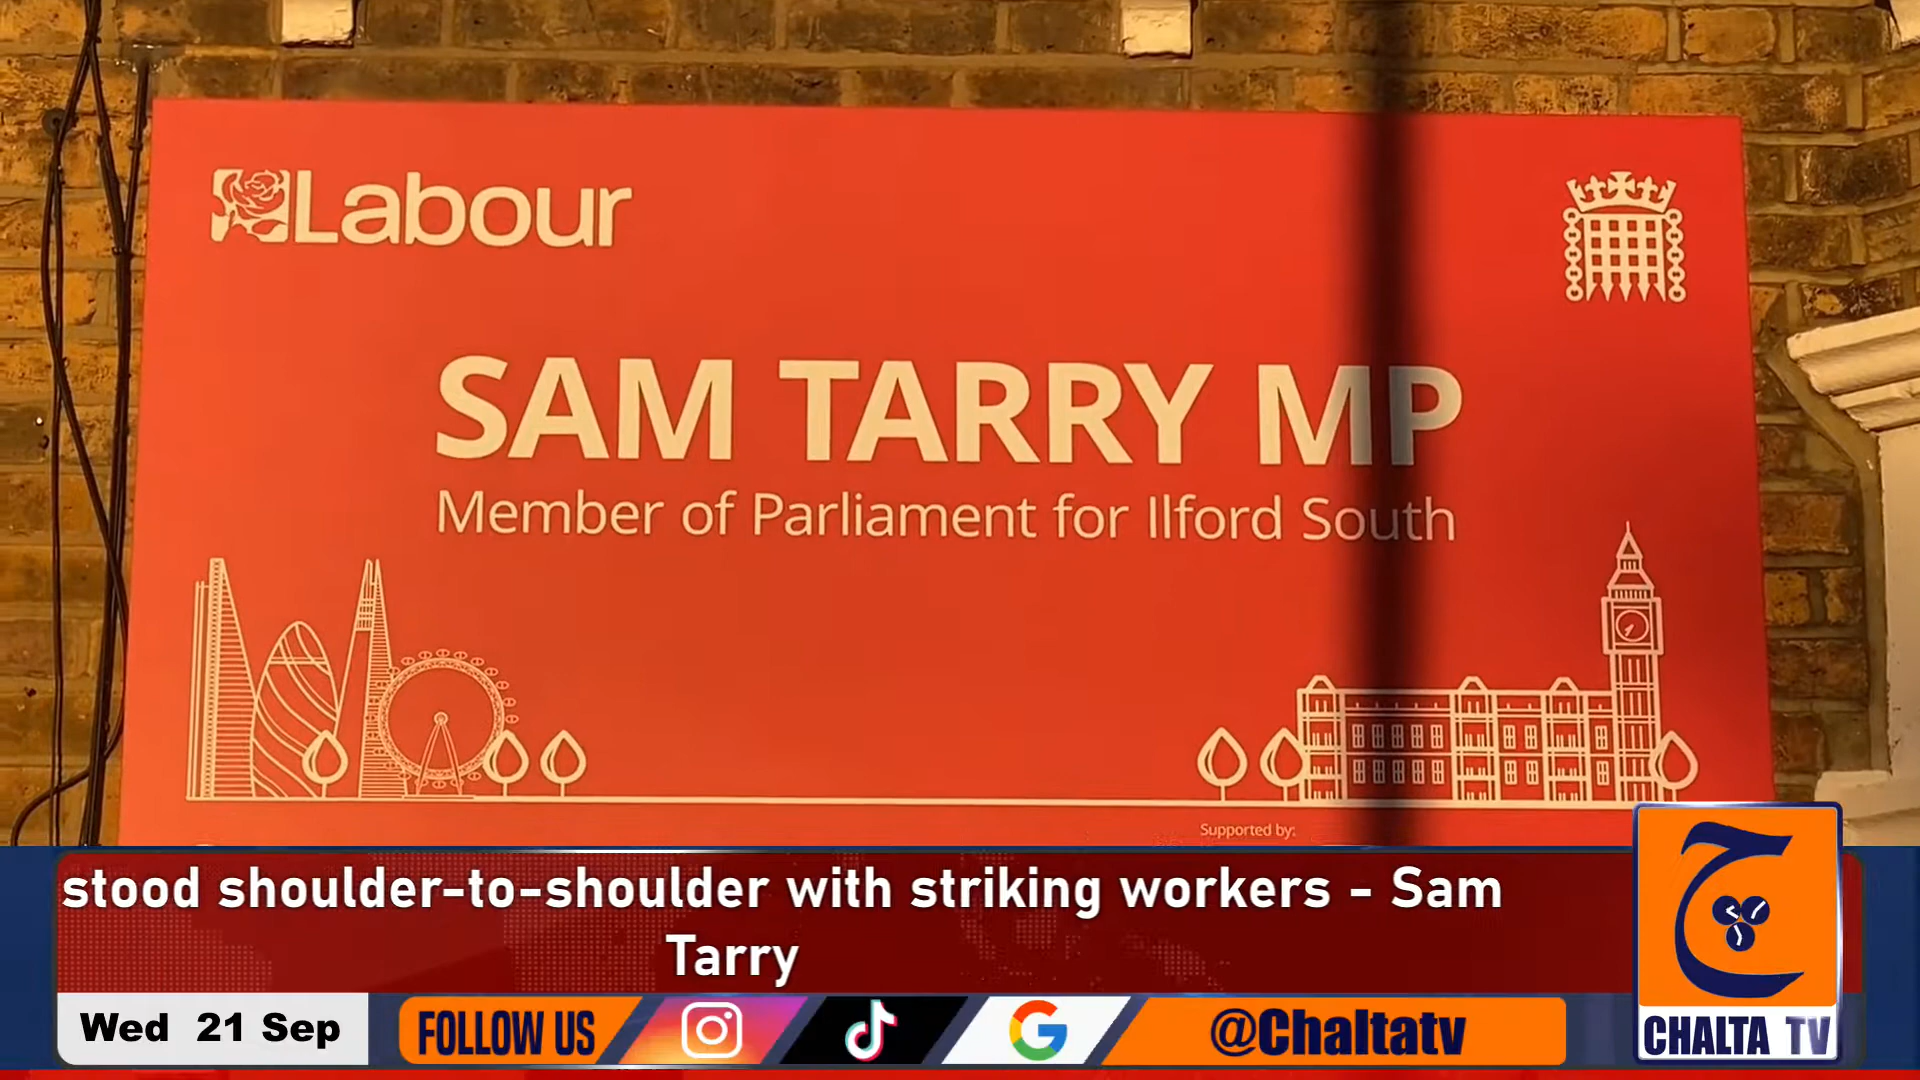 Labour
SAM TARRY MP
Member of Parliament for Ilford South
Supported by:
stood shoulder-to-shoulder with striking workers - Sam
Tarry
Wed 21 Sep
FOLLOW US
@Chaltatv
چ
CHALTA TV